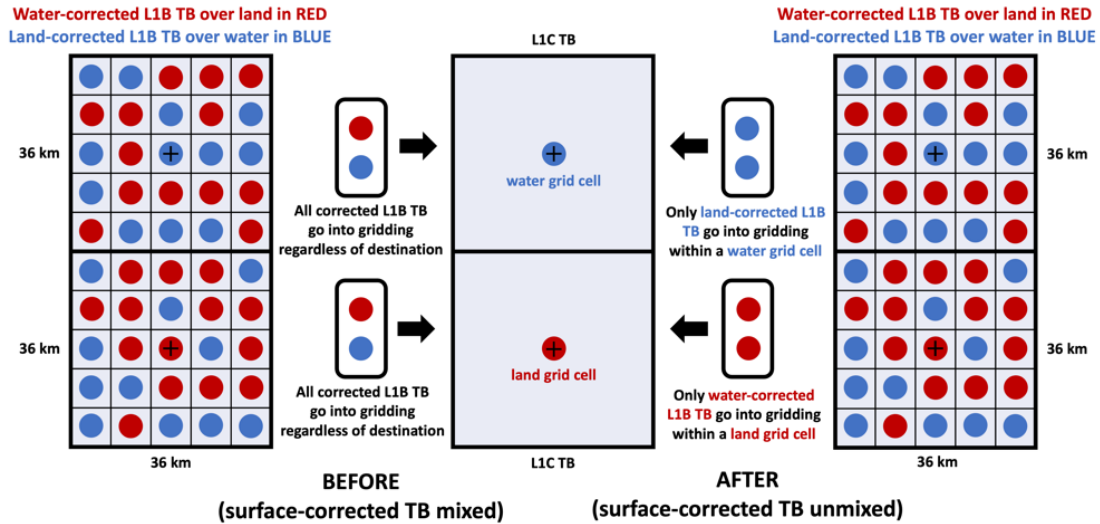 Water-corrected L1B TB over land in RED
Land-corrected L1B TB over water in BLUE
36 km
36 km
36 km
All corrected L1B TB
go into gridding
regardless of destination
All corrected L1B TB
go into gridding
regardless of destination
BEFORE
(surface-corrected TB mixed)
L1C TB
water grid cell
land grid cell
L1C TB
Only land-corrected L1B
TB go into gridding
within a water grid cell
Only water-corrected
L1B TB go into gridding
within a land grid cell
AFTER
(surface-corrected TB unmixed)
Water-corrected L1B TB over land in RED
Land-corrected L1B TB over water in BLUE
36 km
36 km
36 km